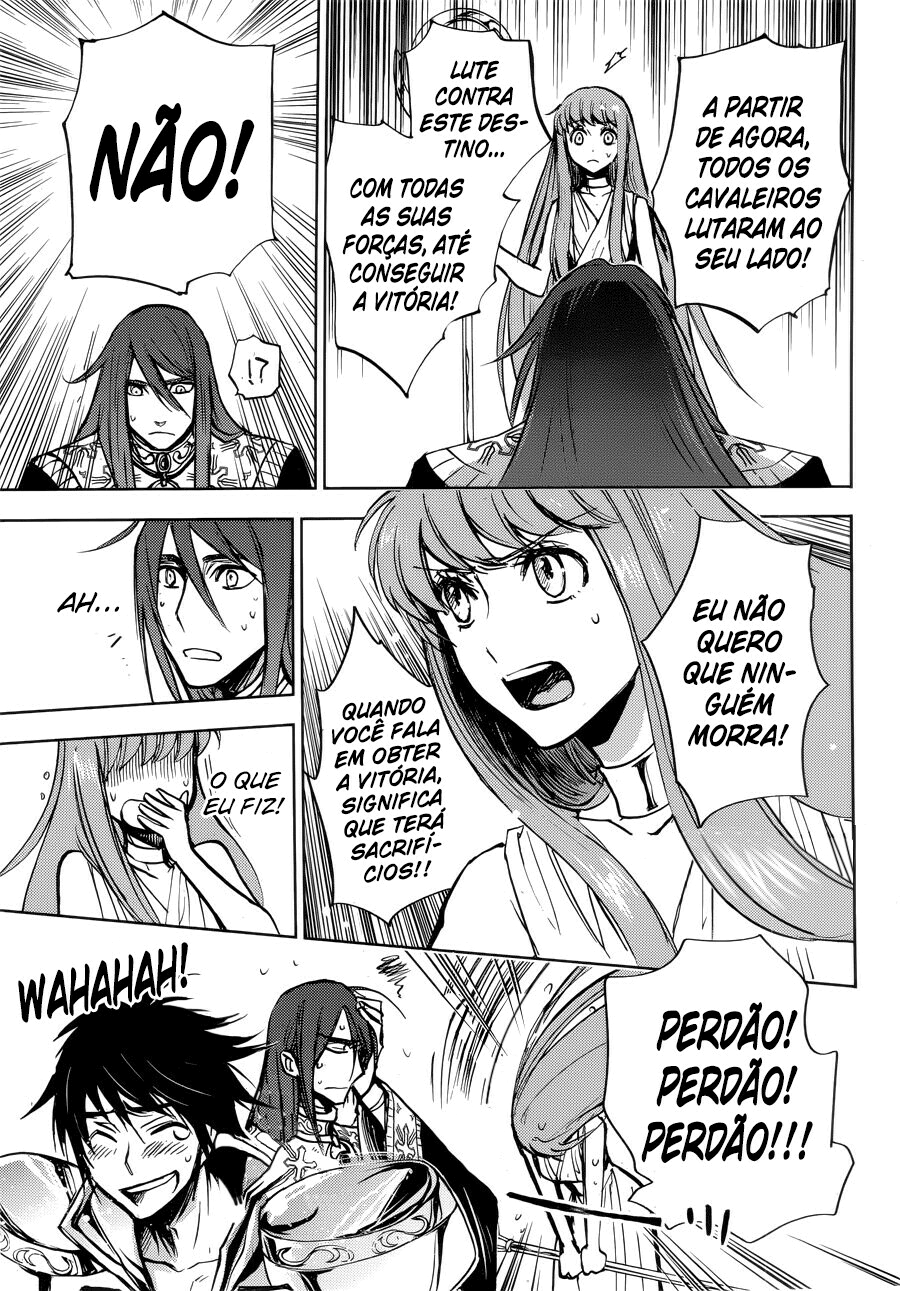 A PARTIR
DE AGORA,
TODOS OS
CAVALEIROS
LUTARAM AO
SEU LADO!
LUTE
CONTRA
ESTE DES-
TINO...
COM TODAS
AS SUAS
FORÇAS, ATÉ
CONSEGUIR
A VITÓRIA!
NÃO!
!?
EU NÃO
QUERO
QUE NIN-
GUÉM
MORRA!
QUANDO
VOCÊ FALA
EM OBTER
A VITÓRIA,
SIGNIFICA
QUE TERÁ
SACRIFÍ-
CIOS!!
AH...
O QUE
EU FIZ!
PERDÃO!
PERDÃO!
PERDÃO!!!
WAHAHAH!